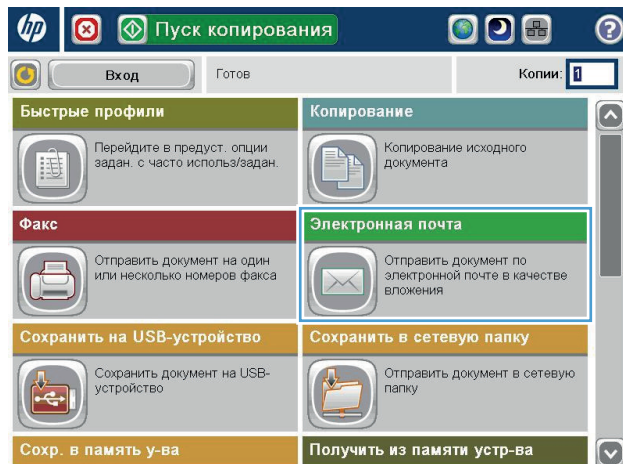 hp
Пуск копирования
?
Вход
Готов
Копии: 1
Быстрые профили
Перейдите в предуст. опции
задан. с часто использ/задан.
Копирование
Копирование исходного
документа
Факс
Отправить документ на один
или несколько номеров факса
Электронная почта
Отправить документ по
электронной почте в качестве
вложения
Сохранить на USB-устройство
Сохранить документ на USB-
устройство
Сохранить в сетевую папку
Отправить документ в сетевую
папку
Сохр. в память у-ва
Получить из памяти устр-ва